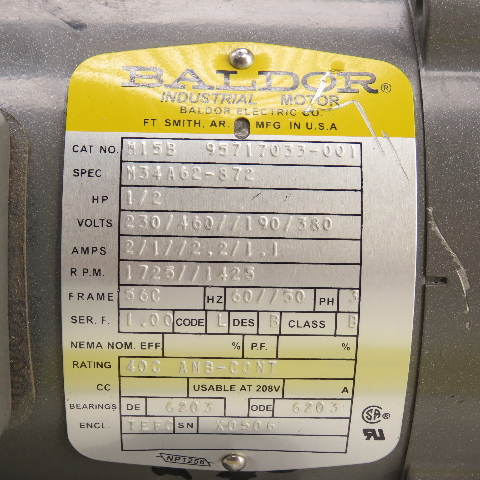 BALDOR®
INDUSTRIAL MOTOR
BALDOR ELECTRIC CO.
FT. SMITH, AR. MFG IN U.S.A
CAT NO. M15B 95717033-001
SPEC M34A62-872
HP 1/2
VOLTS 230/460//190/380
AMPS 2/1//2.2/1.1
R.P.M. 1725//1425
FRAME 56C HZ 60//50 PH 3
SER. F. 1.00 CODE L DES B CLASS B
NEMA NOM. EFF. % P.F. %
RATING 40C AMB-CONT
CC USABLE AT 208V A
BEARINGS DE 6203 ODE 6203
ENCL. TEFC SN X0506
NP1256